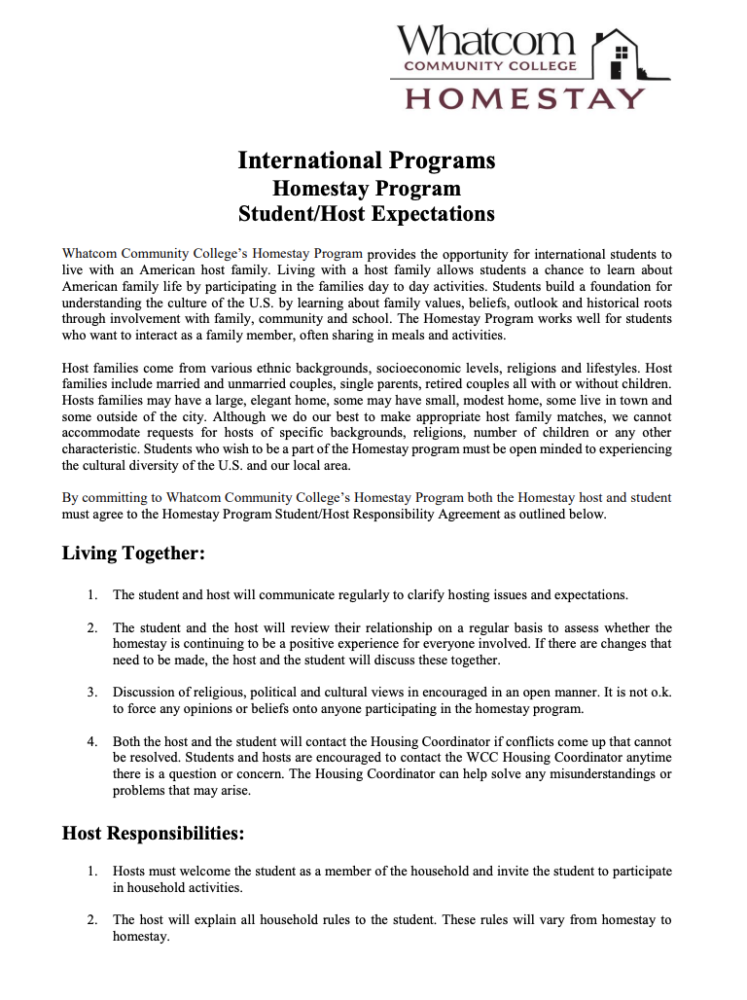 Whatcom
COMMUNITY COLLEGE
HOMESTAY
International Programs
Homestay Program
Student/Host Expectations
Whatcom Community College’s Homestay Program provides the opportunity for international students to
live with an American host family. Living with a host family allows students a chance to learn about
American family life by participating in the families day to day activities. Students build a foundation for
understanding the culture of the U.S. by learning about family values, beliefs, outlook and historical roots
through involvement with family, community and school. The Homestay Program works well for students
who want to interact as a family member, often sharing in meals and activities.
Host families come from various ethnic backgrounds, socioeconomic levels, religions and lifestyles. Host
families include married and unmarried couples, single parents, retired couples all with or without children.
Hosts families may have a large, elegant home, some may have small, modest home, some live in town and
some outside of the city. Although we do our best to make appropriate host family matches, we cannot
accommodate requests for hosts of specific backgrounds, religions, number of children or any other
characteristic. Students who wish to be a part of the Homestay program must be open minded to experiencing
the cultural diversity of the U.S. and our local area.
By committing to Whatcom Community College’s Homestay Program both the Homestay host and student
must agree to the Homestay Program Student/Host Responsibility Agreement as outlined below.
Living Together:
1. The student and host will communicate regularly to clarify hosting issues and expectations.
2. The student and the host will review their relationship on a regular basis to assess whether the
homestay is continuing to be a positive experience for everyone involved. If there are changes that
need to be made, the host and the student will discuss these together.
3. Discussion of religious, political and cultural views in encouraged in an open manner. It is not o.k.
to force any opinions or beliefs onto anyone participating in the homestay program.
4. Both the host and the student will contact the Housing Coordinator if conflicts come up that cannot
be resolved. Students and hosts are encouraged to contact the WCC Housing Coordinator anytime
there is a question or concern. The Housing Coordinator can help solve any misunderstandings or
problems that may arise.
Host Responsibilities:
1. Hosts must welcome the student as a member of the household and invite the student to participate
in household activities.
2. The host will explain all household rules to the student. These rules will vary from homestay to
homestay.